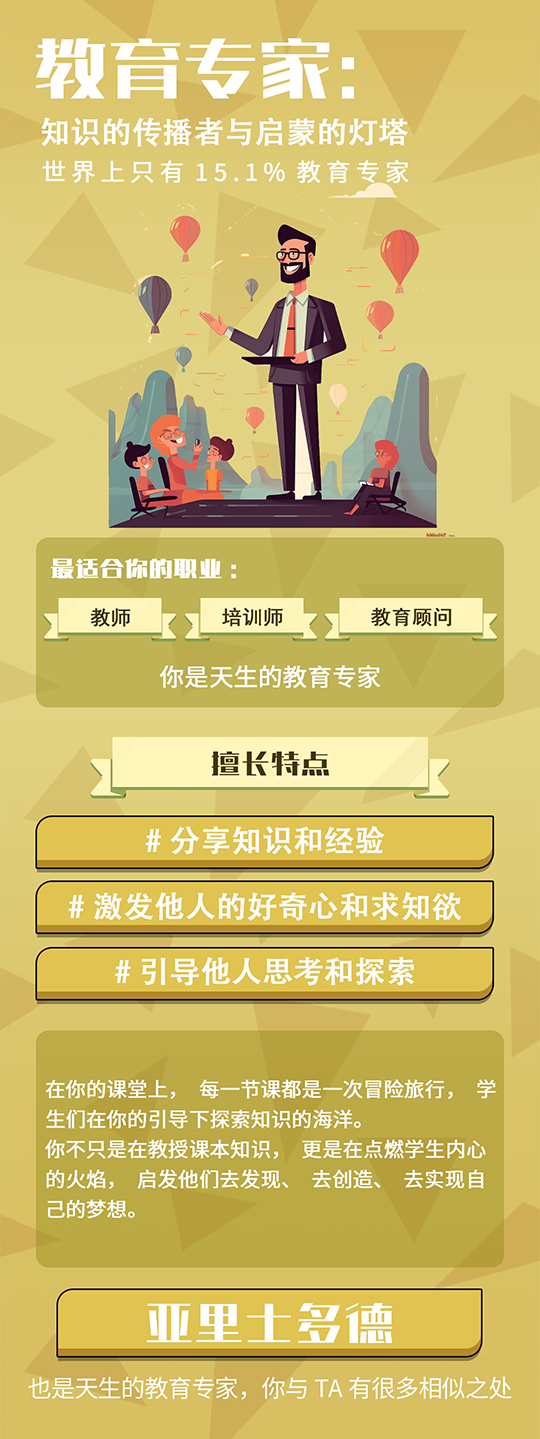 教育专家：
知识的传播者与启蒙的灯塔
世界上只有 15.1% 教育专家
最适合你的职业：
教师 培训师 教育顾问
你是天生的教育专家
擅长特点
# 分享知识和经验
# 激发他人的好奇心和求知欲
# 引导他人思考和探索
在你的课堂上， 每一节课都是一次冒险旅行， 学
生们在你的引导下探索知识的海洋。
你不只是在教授课本知识， 更是在点燃学生内心
的火焰， 启发他们去发现、 去创造、 去实现自
己的梦想。
亚里士多德
也是天生的教育专家，你与 TA 有很多相似之处